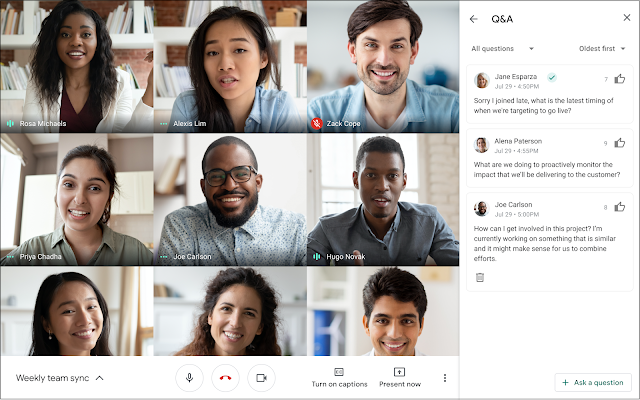 Q&A
All questions
Oldest first
Jane Esparza
7
Jul 29 • 4:50PM
Sorry I joined late, what is the latest timing of
when we're targeting to go live?
Alena Paterson
9
Jul 29 • 4:55PM
What are we doing to proactively monitor the
impact that we'll be delivering to the customer?
Joe Carlson
8
Jul 29 • 5:00PM
How can I get involved in this project? I'm
currently working on something that is similar
and it might make sense for us to combine
efforts.
Ask a question
Rosa Michaels
Alexis Lim
Zack Cope
Priya Chadha
Joe Carlson
Hugo Novak
Weekly team sync
Turn on captions
Present now